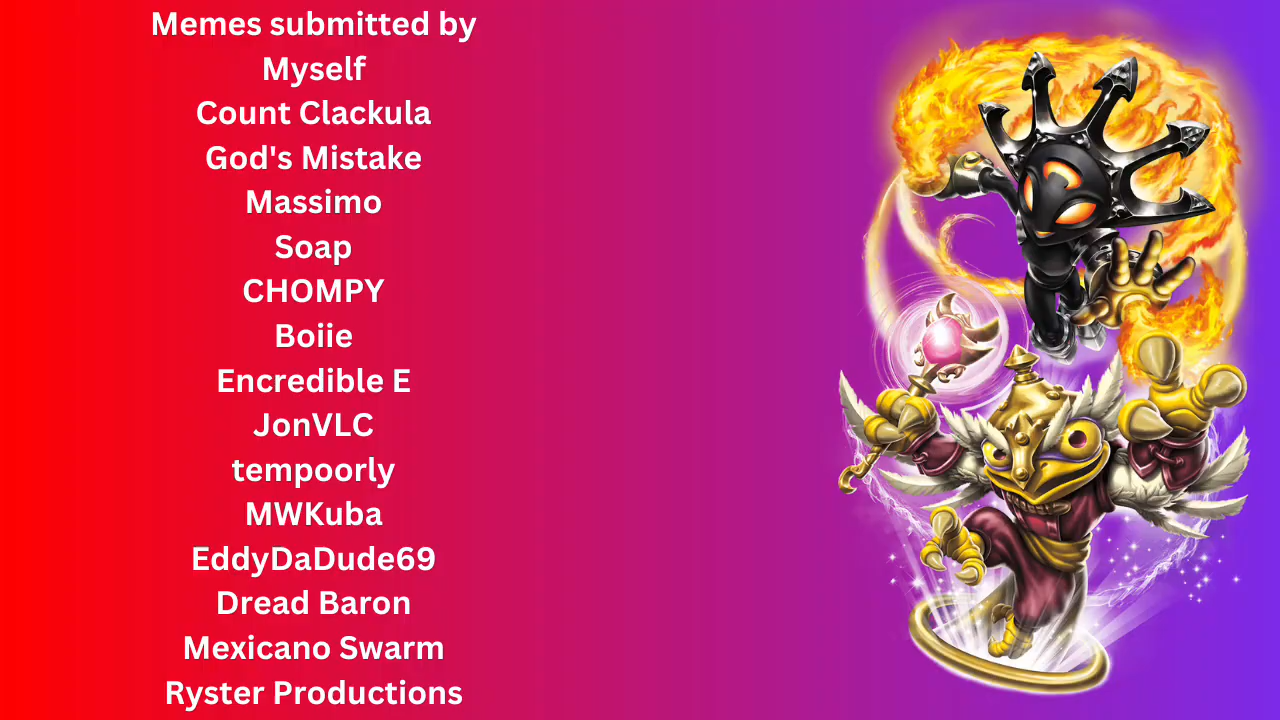 Memes submitted by
Myself
Count Clackula
God's Mistake
Massimo
Soap
CHOMPY
Boiie
Encredible E
JonVLC
tempoorly
MWKuba
EddyDaDude69
Dread Baron
Mexicano Swarm
Ryster Productions